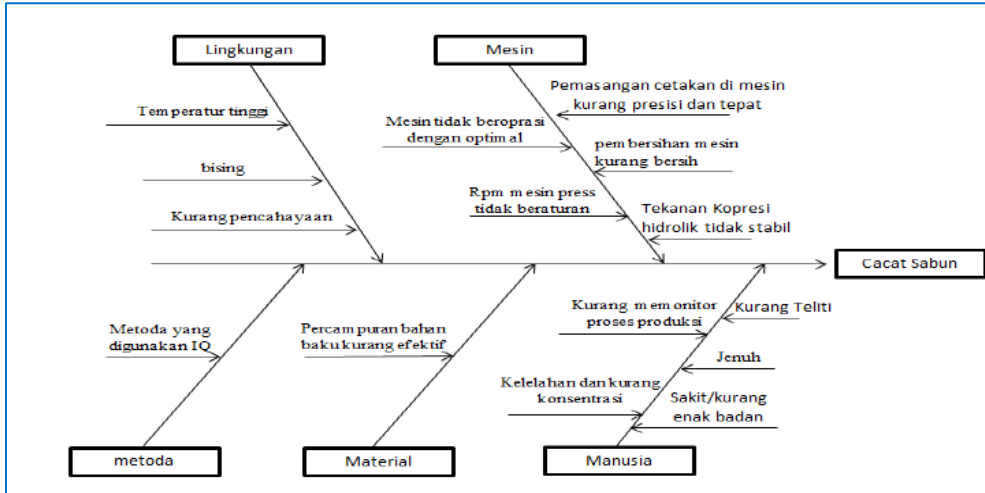 Lingkungan
Mesin
Temperatur tinggi
bising
Kurang pencahayaan
Mesin tidak beroprasi
dengan optimal
Rpm mesin press
tidak beraturan
Pemasangan cetakan di mesin
kurang presisi dan tepat
pembersihan mesin
kurang bersih
Tekanan Kopresi
hidrolik tidak stabil
Cacat Sabun
Metoda yang
digunakan IQ
Percampuran bahan
baku kurang efektif
Kurang memonitor
proses produksi
Kelelahan dan kurang
konsentrasi
Kurang Teliti
Jenuh
Sakit/kurang
enak badan
metoda
Material
Manusia